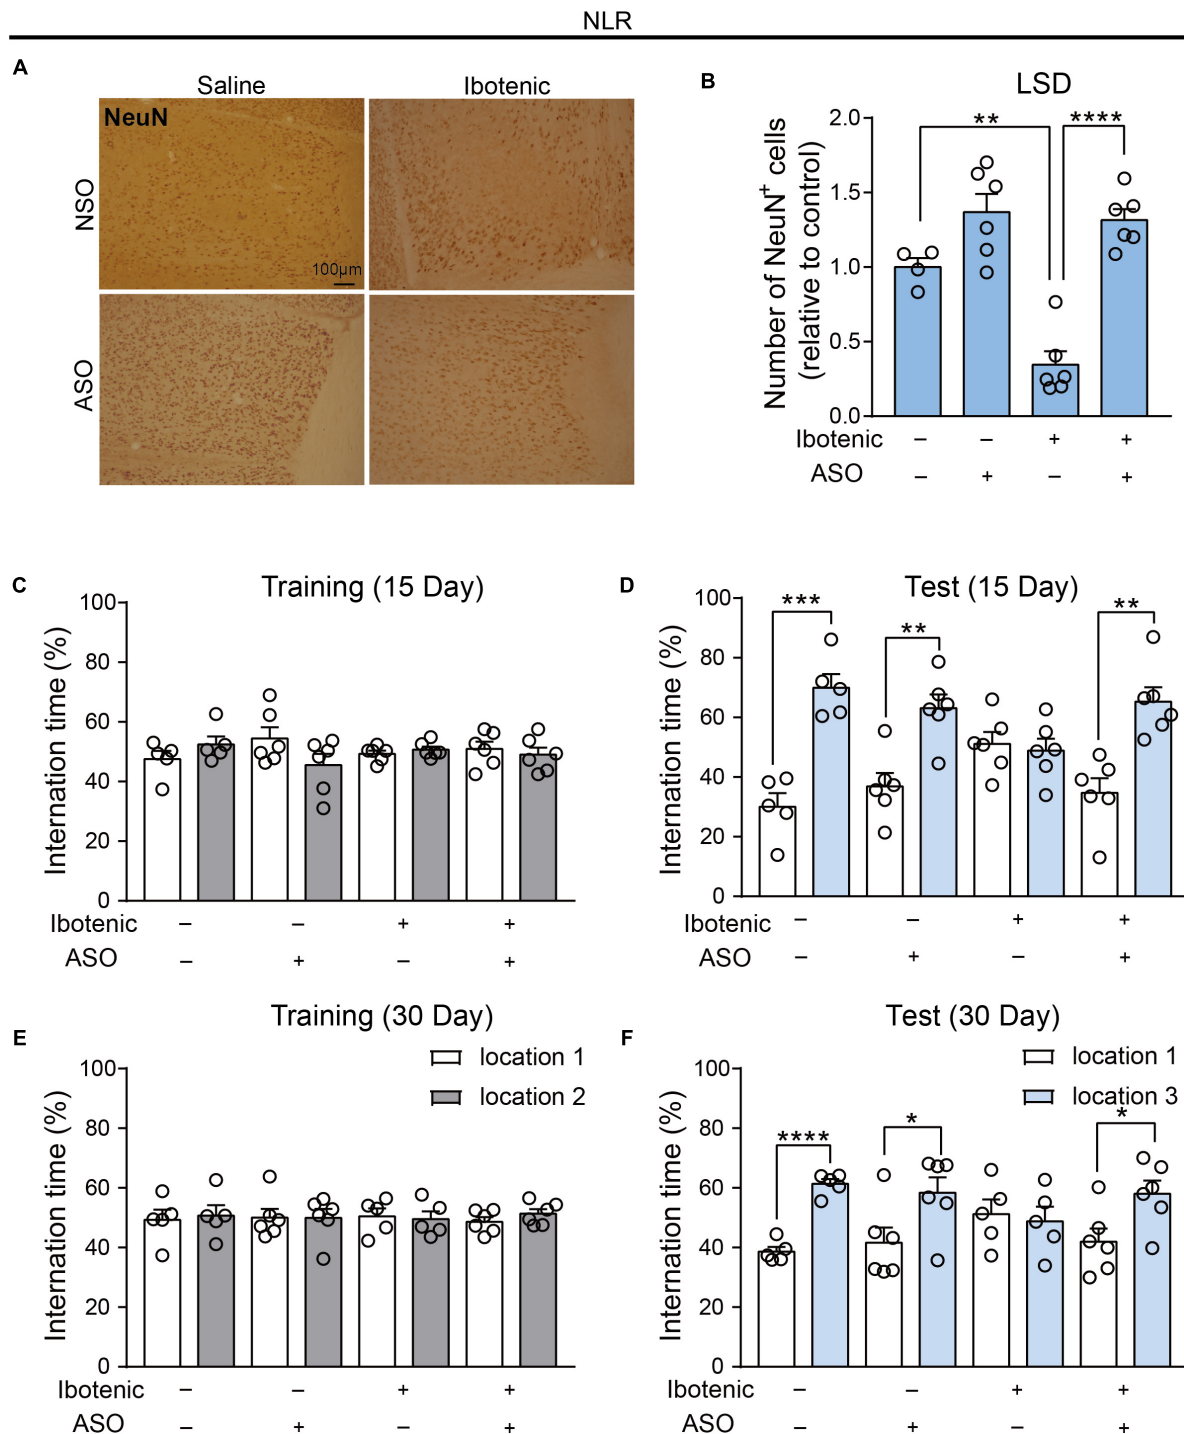 NLR
A
Saline
Ibotenic
NeuN
NSO
100µm
ASO
B
LSD
**
****
Number of NeuN+ cells
(relative to control)
2.0
1.5
1.0
0.5
0.0
Ibotenic – – + +
ASO – + – +
C
Training (15 Day)
Internation time (%)
100
80
60
40
20
0
Ibotenic – – + +
ASO – + – +
D
Test (15 Day)
***
**
**
Internation time (%)
100
80
60
40
20
0
Ibotenic – – + +
ASO – + – +
E
Training (30 Day)
location 1
location 2
Internation time (%)
100
80
60
40
20
0
Ibotenic – – + +
ASO – + – +
F
Test (30 Day)
location 1
location 3
****
*
*
Internation time (%)
100
80
60
40
20
0
Ibotenic – – + +
ASO – + – +